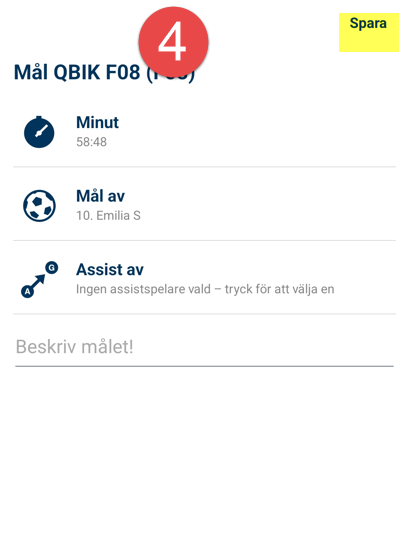 4
Spara
Mål QBIK F08 (
Minut
58:48
Mål av
10. Emilia S
G
A
Assist av
Ingen assistspelare vald – tryck för att välja en
Beskriv målet!